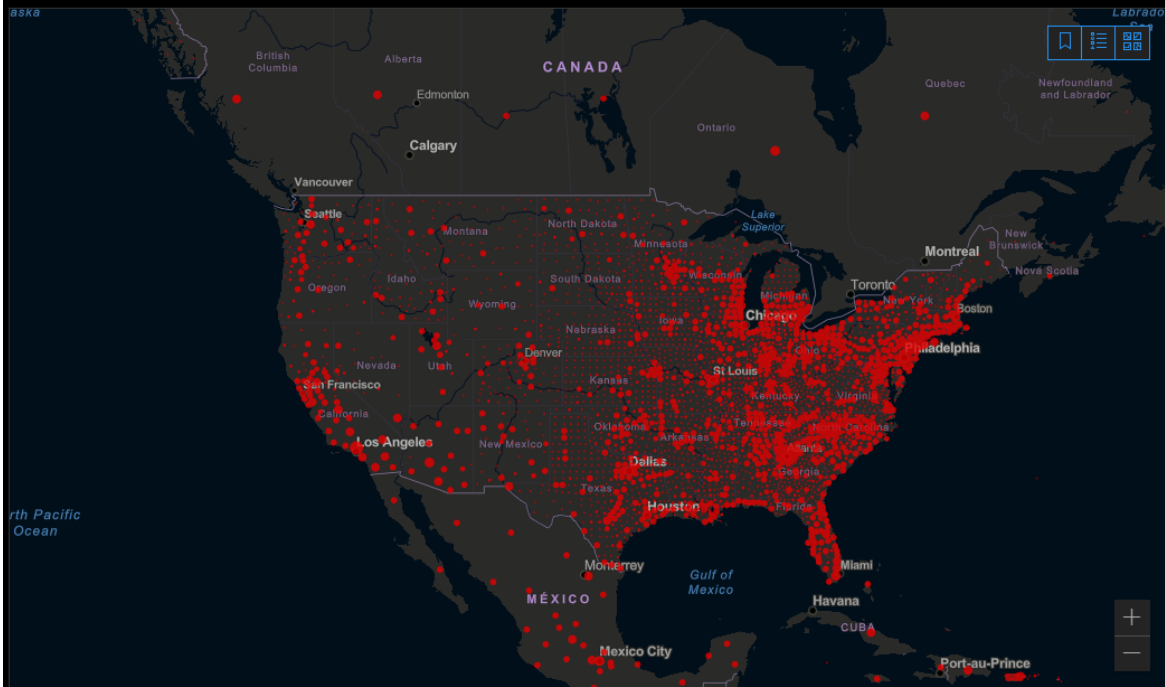 aska
Labrado
Sea
British
Columbia
Alberta
CANADA
Edmonton
Quebec
Newfoundland
and Labrador
Ontario
Calgary
Vancouver
Seattle
Montana
North Dakota
Lake
Superior
Minnesota
Montreal
New
Brunswick
Nova Scotia
Oregon
Idaho
South Dakota
Wisconsin
Toronto
Michigan
New York
Wyoming
Boston
Chicago
Iowa
Nebraska
Philadelphia
Ohio
Denver
Nevada
Utah
St Louis
San Francisco
Kansas
Kentucky
Virginia
California
Los Angeles
New Mexico
Oklahoma
Arkansas
Tennessee
North Carolina
Atlanta
Dallas
Georgia
Texas
Houston
Florida
rth Pacific
Ocean
Monterrey
Gulf of
Mexico
Miami
MÉXICO
Havana
CUBA
Mexico City
Port-au-Prince
+
−